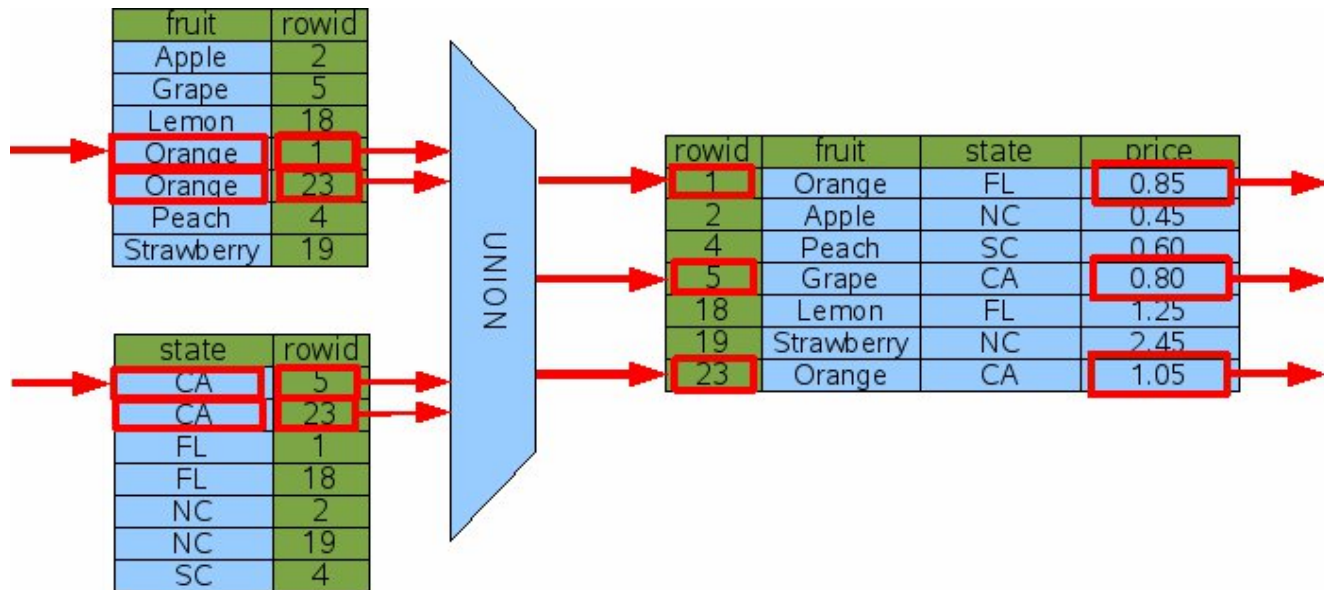 fruit rowid
Apple 2
Grape 5
Lemon 18
Orange 1
Orange 23
Peach 4
Strawberry 19
state rowid
CA 5
CA 23
FL 1
FL 18
NC 2
NC 19
SC 4
UNION
rowid fruit state price
1 Orange FL 0.85
2 Apple NC 0.45
4 Peach SC 0.60
5 Grape CA 0.80
18 Lemon FL 1.25
19 Strawberry NC 2.45
23 Orange CA 1.05